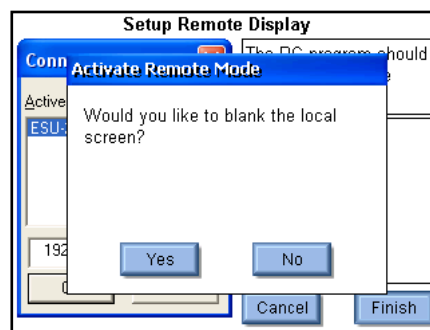 Setup Remote Display
The PC program should
Conn
Activate Remote Mode
Active
ESU-
Would you like to blank the local
screen?
192
Yes
No
Cancel
Finish